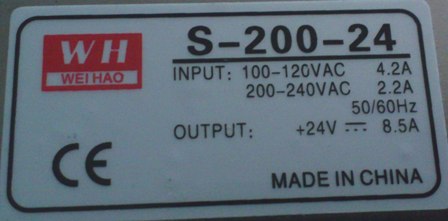 WH
WEI HAO
S-200-24
INPUT: 100-120VAC 4.2A
200-240VAC 2.2A
50/60Hz
OUTPUT: +24V ⎓ 8.5A
CE
MADE IN CHINA